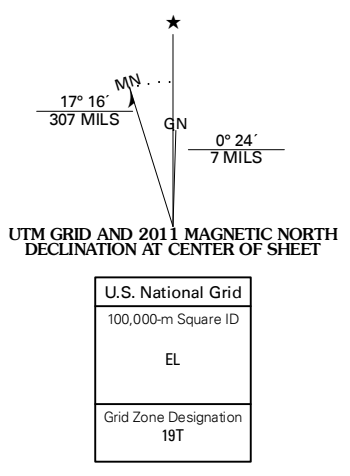 ★
MN
17° 16´
307 MILS
GN
0° 24´
7 MILS
UTM GRID AND 2011 MAGNETIC NORTH
DECLINATION AT CENTER OF SHEET
U.S. National Grid
100,000-m Square ID
EL
Grid Zone Designation
19T